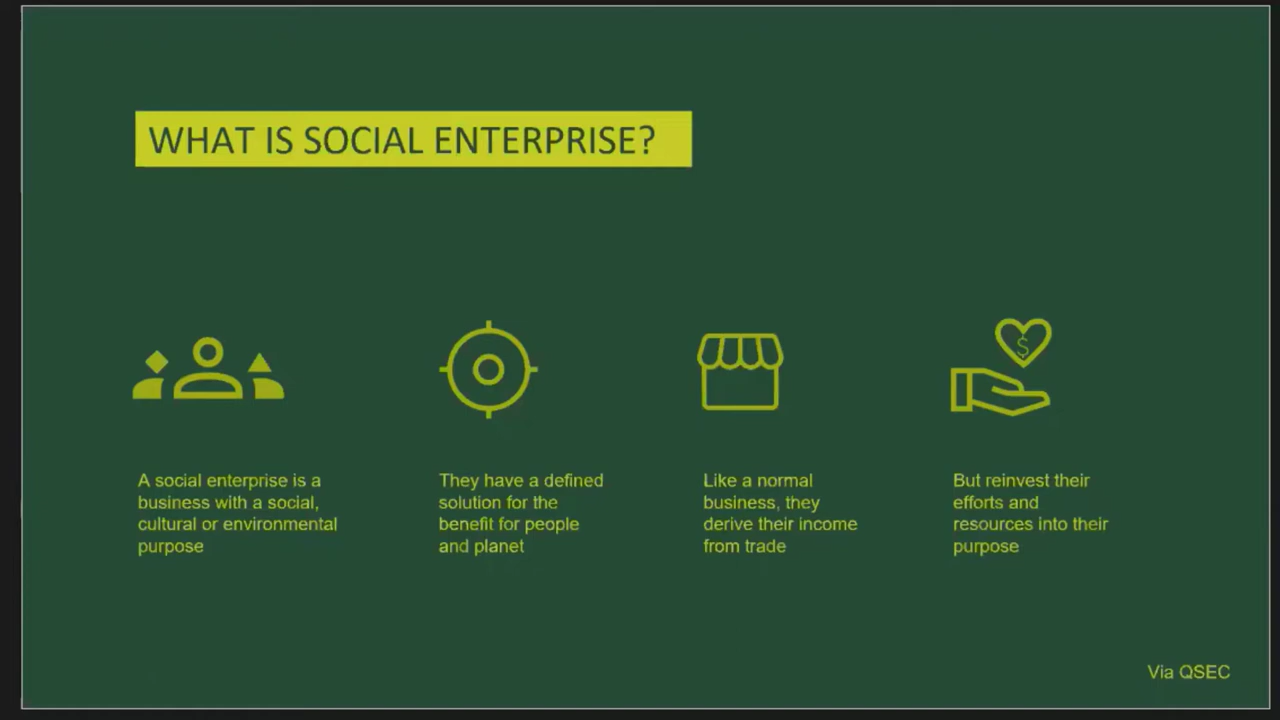 WHAT IS SOCIAL ENTERPRISE?
A social enterprise is a
business with a social,
cultural or environmental
purpose
They have a defined
solution for the
benefit for people
and planet
Like a normal
business, they
derive their income
from trade
$
But reinvest their
efforts and
resources into their
purpose
Via QSEC